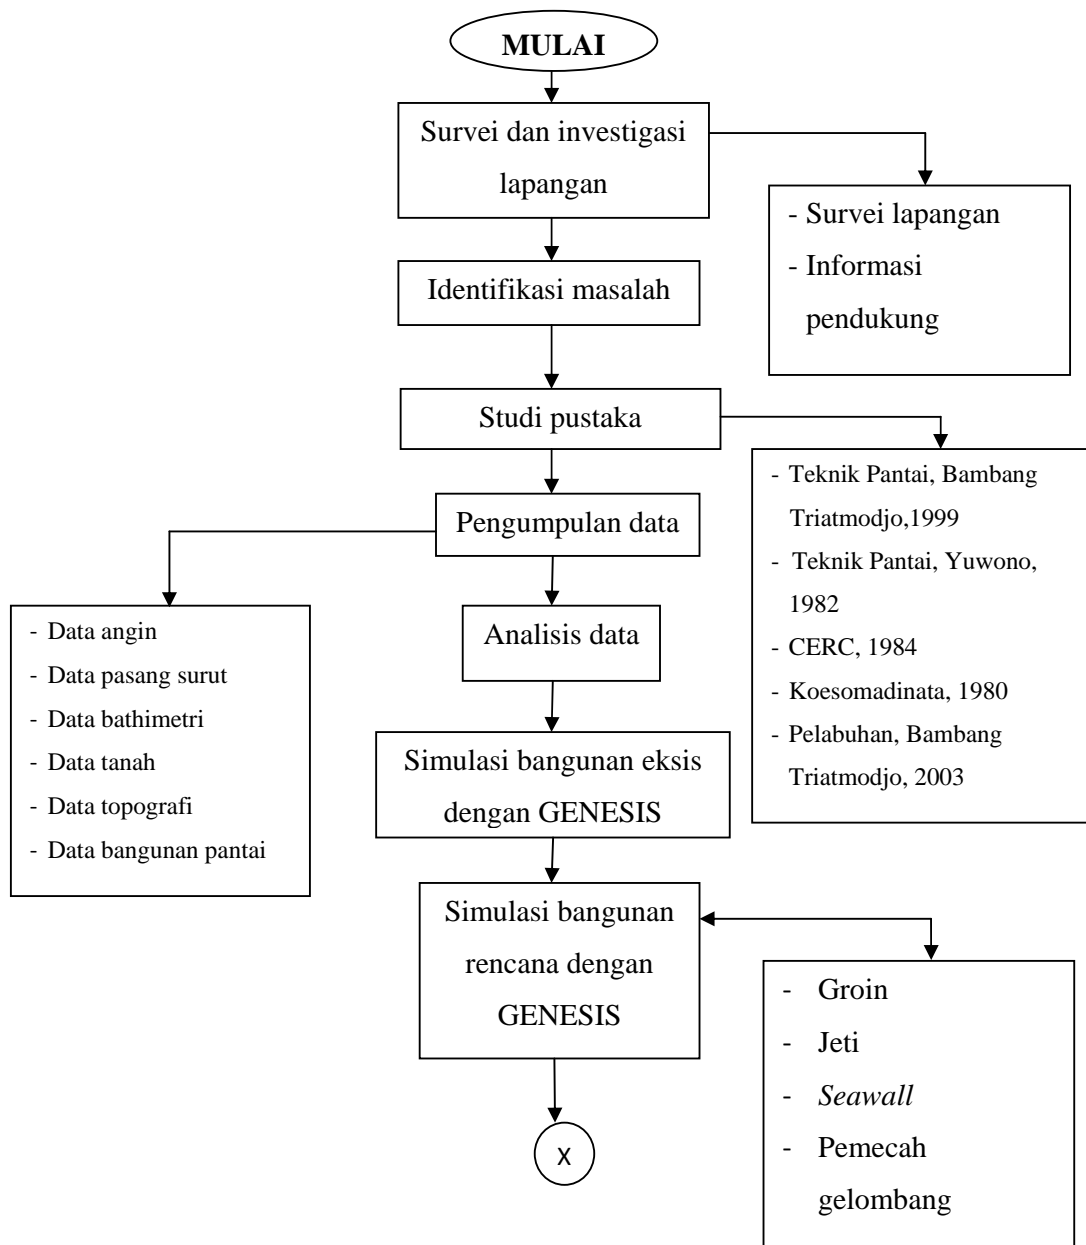 MULAI
Survei dan investigasi
lapangan
- Survei lapangan
- Informasi
pendukung
Identifikasi masalah
Studi pustaka
- Teknik Pantai, Bambang
Triatmodjo,1999
- Teknik Pantai, Yuwono,
1982
- CERC, 1984
- Koesomadinata, 1980
- Pelabuhan, Bambang
Triatmodjo, 2003
Pengumpulan data
- Data angin
- Data pasang surut
- Data bathimetri
- Data tanah
- Data topografi
- Data bangunan pantai
Analisis data
Simulasi bangunan eksis
dengan GENESIS
Simulasi bangunan
rencana dengan
GENESIS
- Groin
- Jeti
- Seawall
- Pemecah
gelombang
X